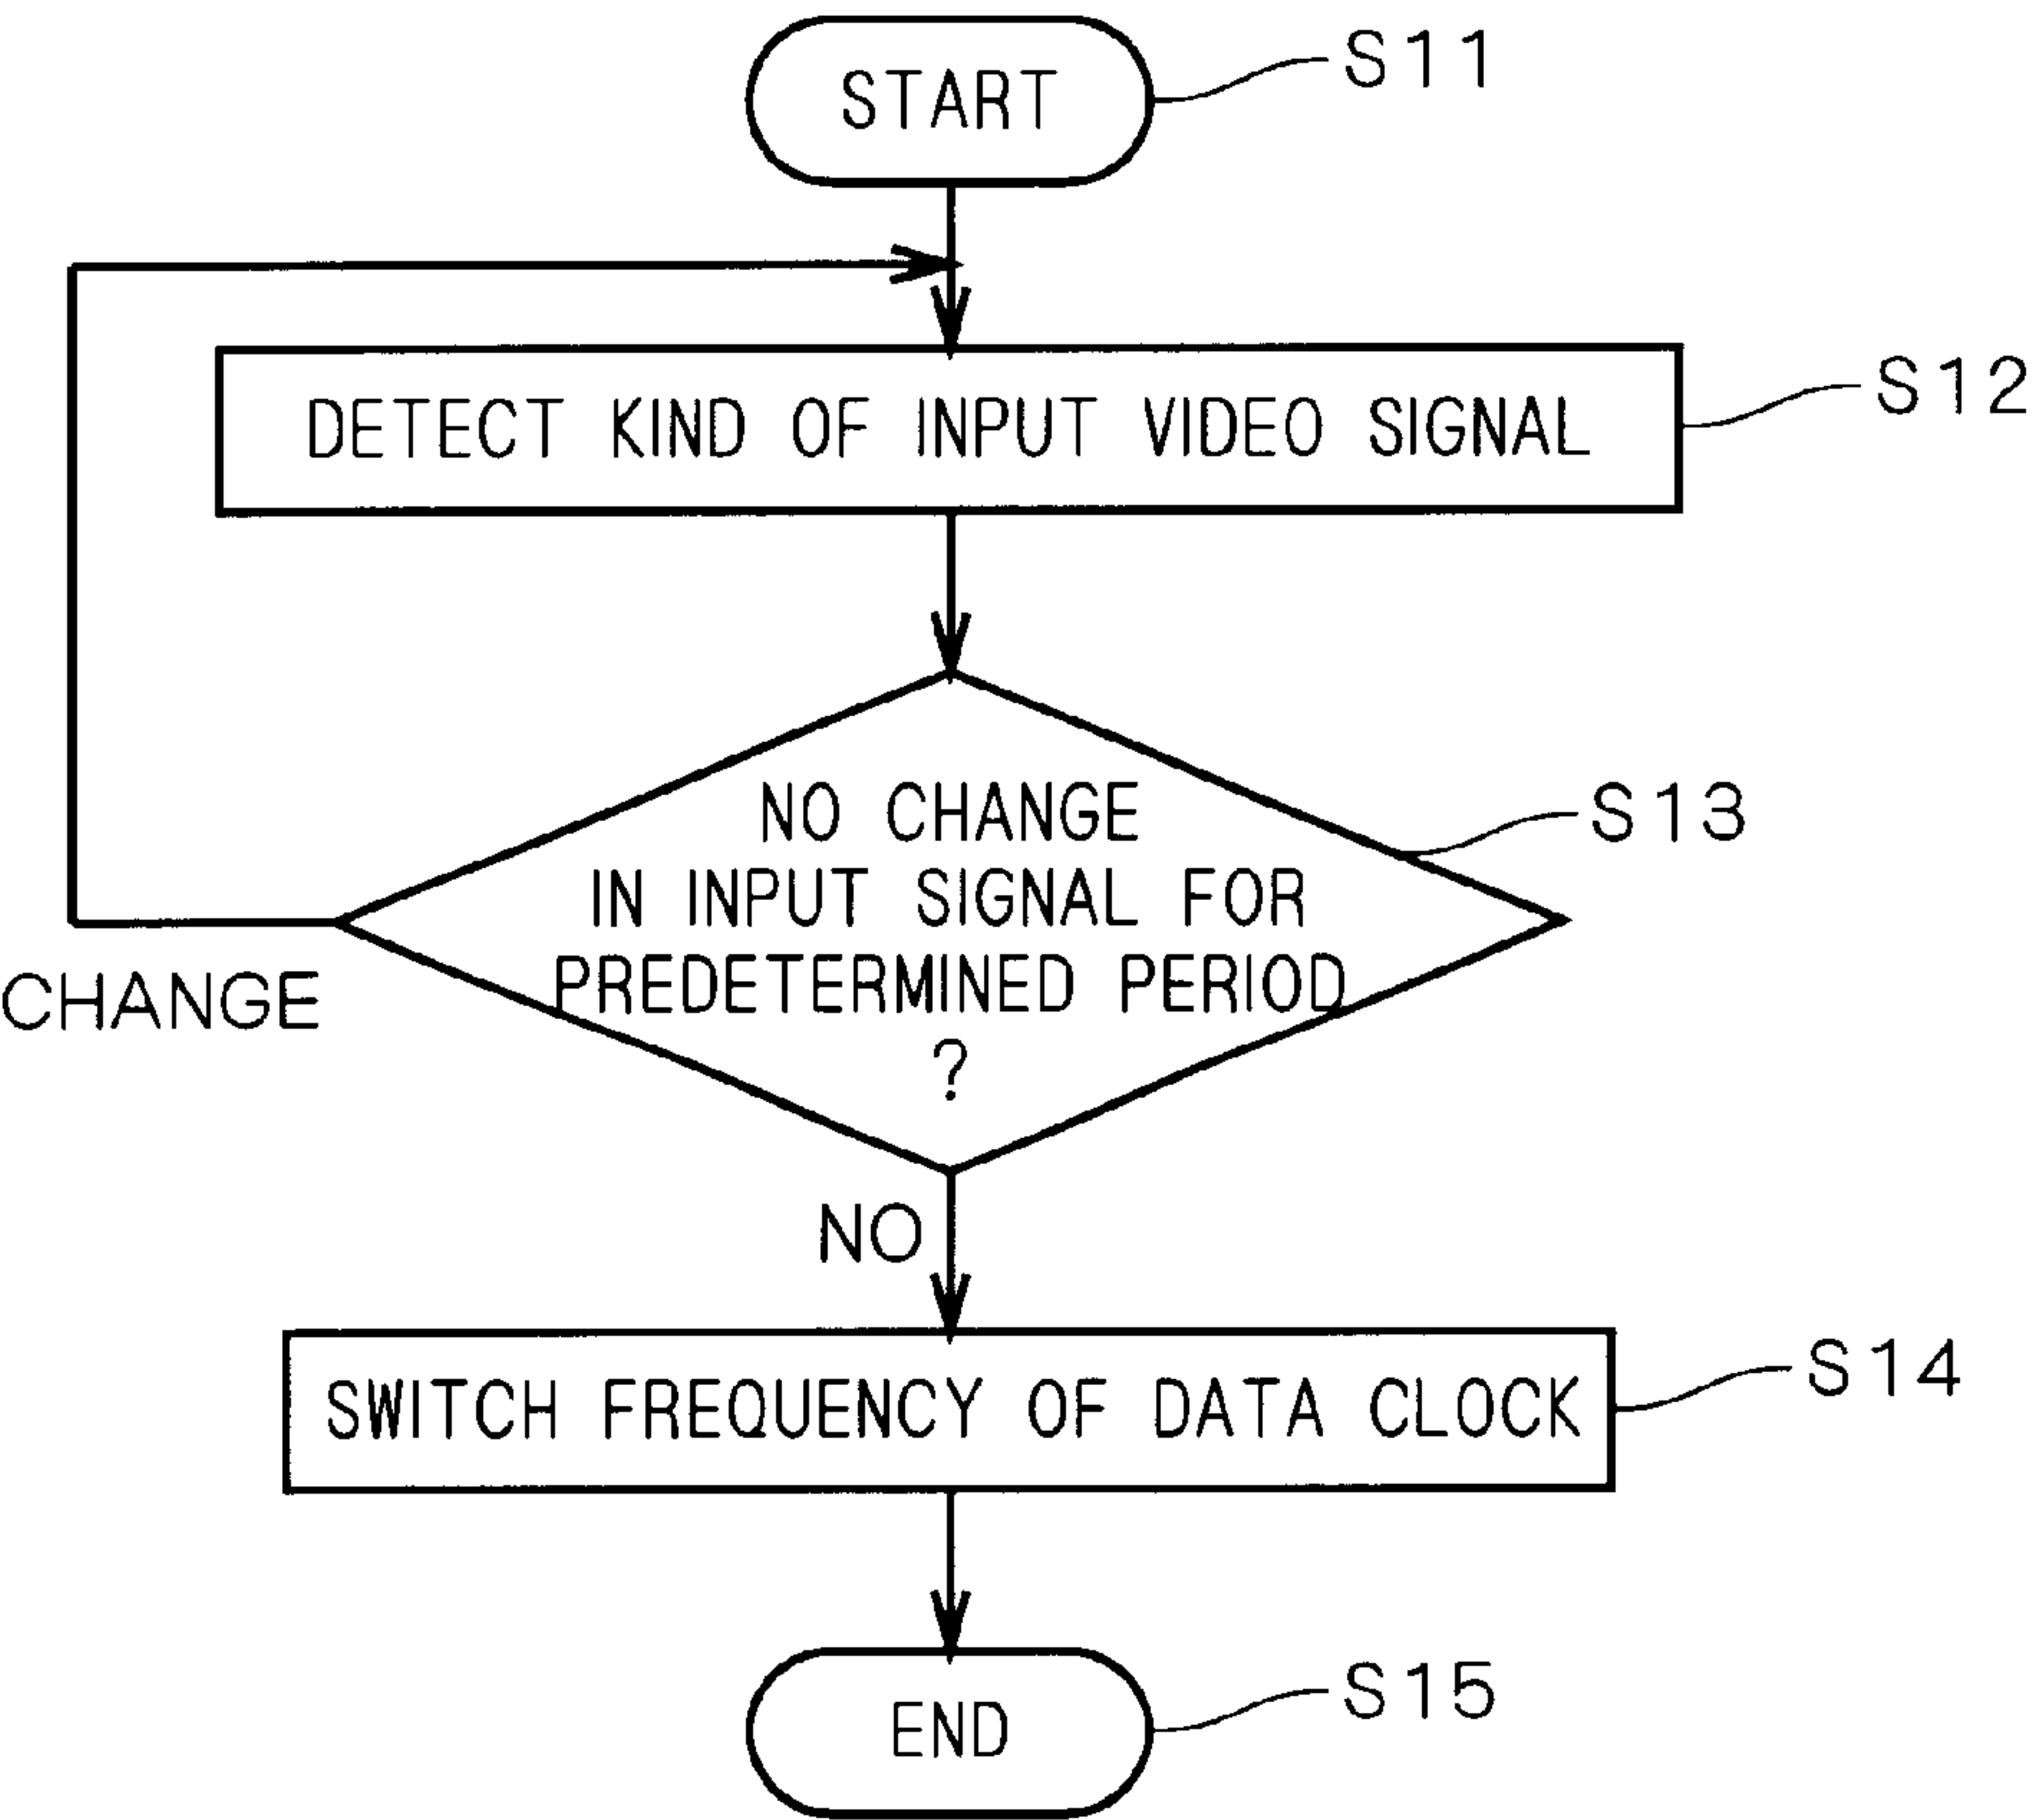 START
S11
DETECT KIND OF INPUT VIDEO SIGNAL
S12
NO CHANGE
IN INPUT SIGNAL FOR
PREDETERMINED PERIOD
?
S13
CHANGE
NO
SWITCH FREQUENCY OF DATA CLOCK
S14
END
S15